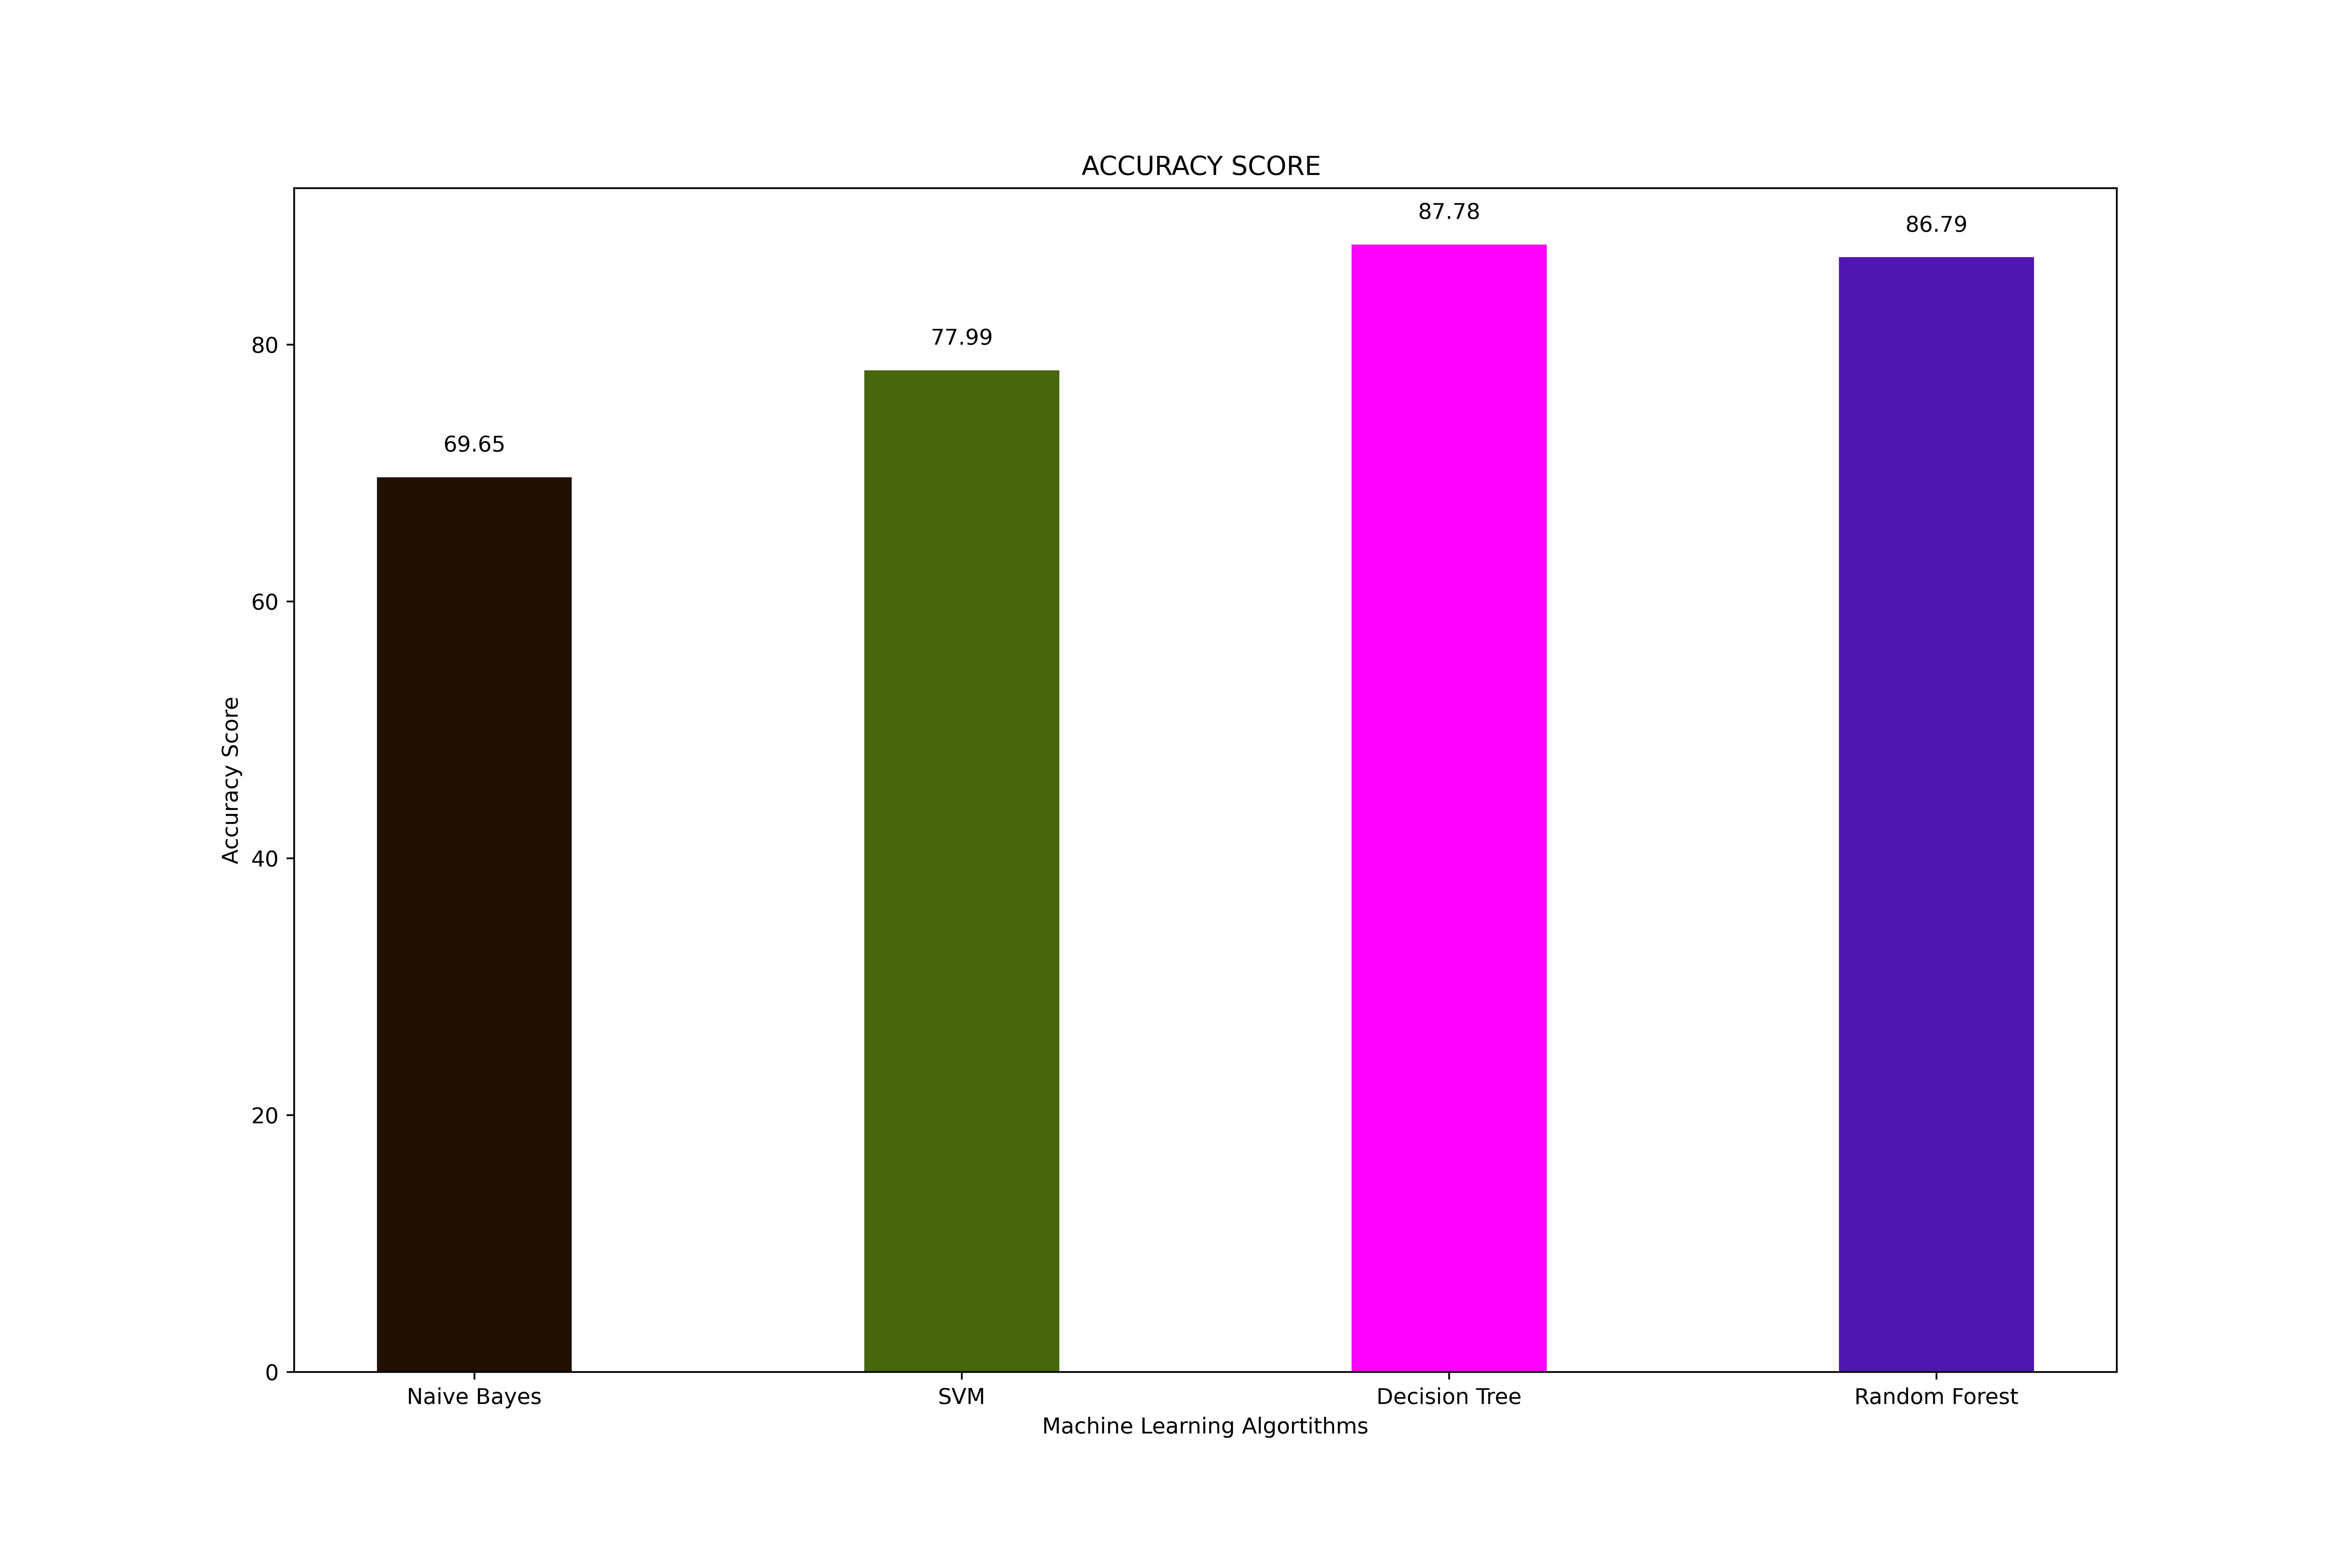 ACCURACY SCORE
87.78
86.79
80
77.99
69.65
60
Accuracy Score
40
20
0
Naive Bayes
SVM
Decision Tree
Random Forest
Machine Learning Algortithms